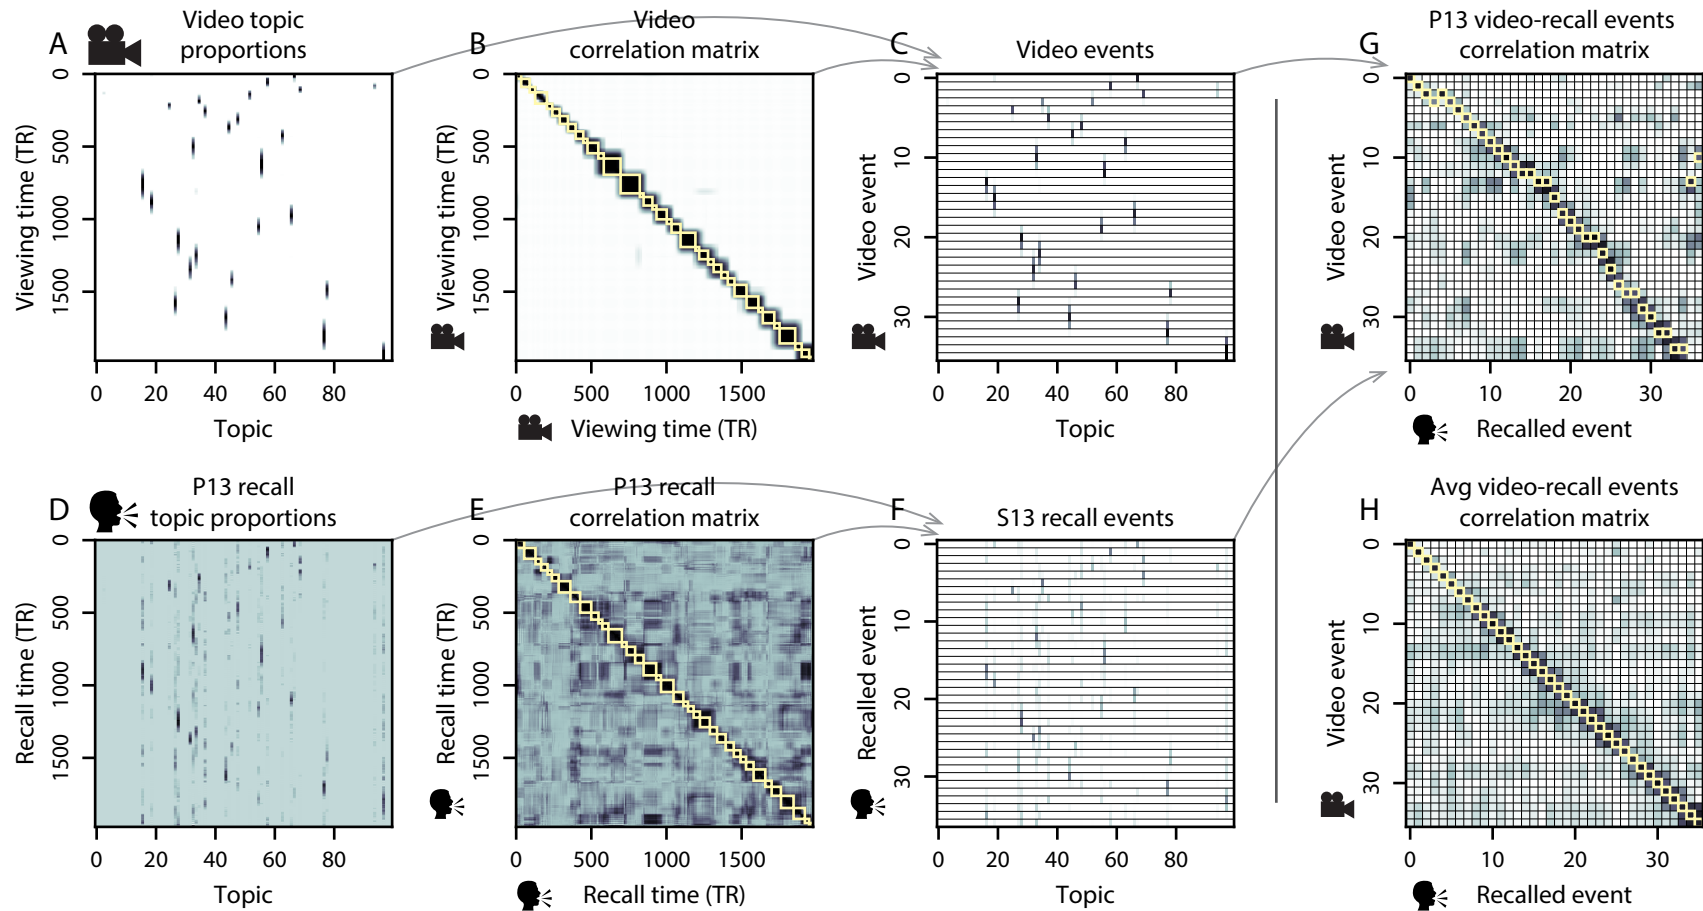 A
Video topic
proportions
0
500
1000
1500
Viewing time (TR)
0 20 40 60 80
Topic
B
Video
correlation matrix
0
500
1000
1500
Viewing time (TR)
0 500 1000 1500
Viewing time (TR)
C
Video events
0
10
20
30
Video event
0 20 40 60 80
Topic
G
P13 video-recall events
correlation matrix
0
10
20
30
Video event
0 10 20 30
Recalled event
D
P13 recall
topic proportions
0
500
1000
1500
Recall time (TR)
0 20 40 60 80
Topic
E
P13 recall
correlation matrix
0
500
1000
1500
Recall time (TR)
0 500 1000 1500
Recall time (TR)
F
S13 recall events
0
10
20
30
Recalled event
0 20 40 60 80
Topic
H
Avg video-recall events
correlation matrix
0
10
20
30
Video event
0 10 20 30
Recalled event